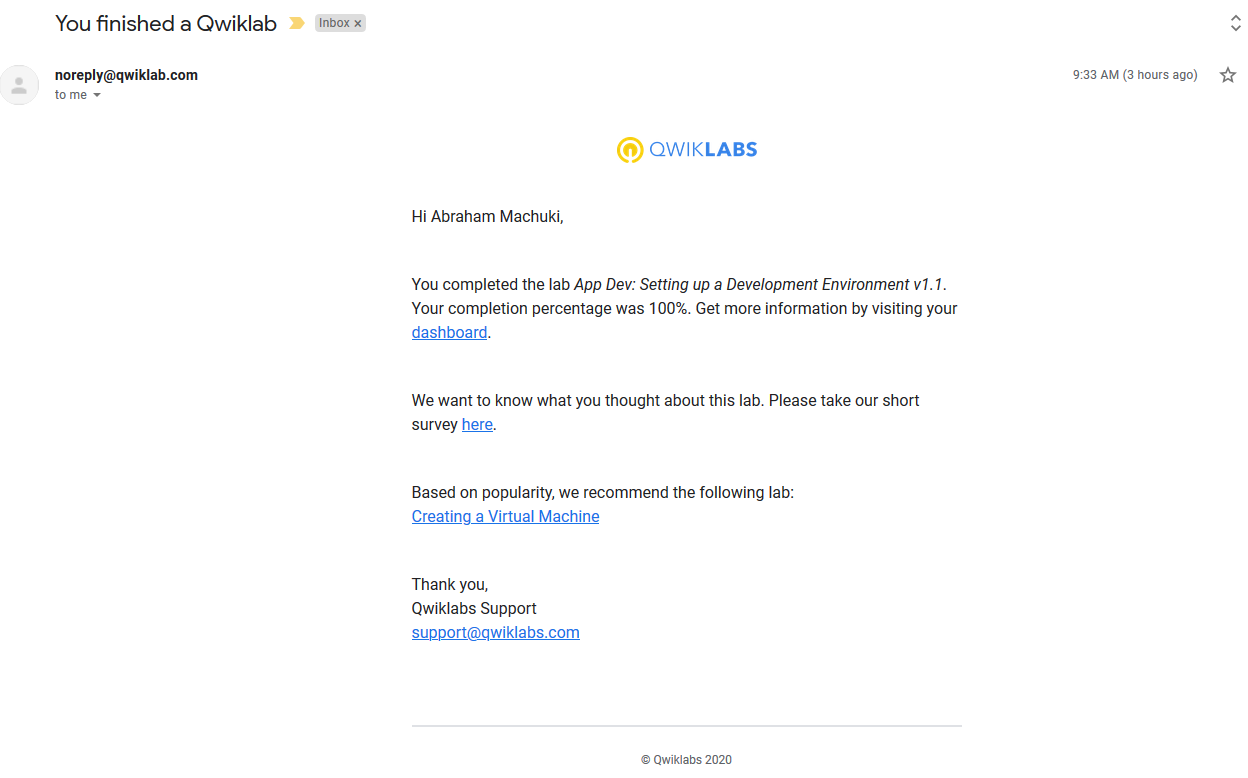 You finished a Qwiklab
Inbox ×
noreply@qwiklab.com
9:33 AM (3 hours ago)
to me
QWIKLABS
Hi Abraham Machuki,
You completed the lab App Dev: Setting up a Development Environment v1.1.
Your completion percentage was 100%. Get more information by visiting your
dashboard.
We want to know what you thought about this lab. Please take our short
survey here.
Based on popularity, we recommend the following lab:
Creating a Virtual Machine
Thank you,
Qwiklabs Support
support@qwiklabs.com
© Qwiklabs 2020